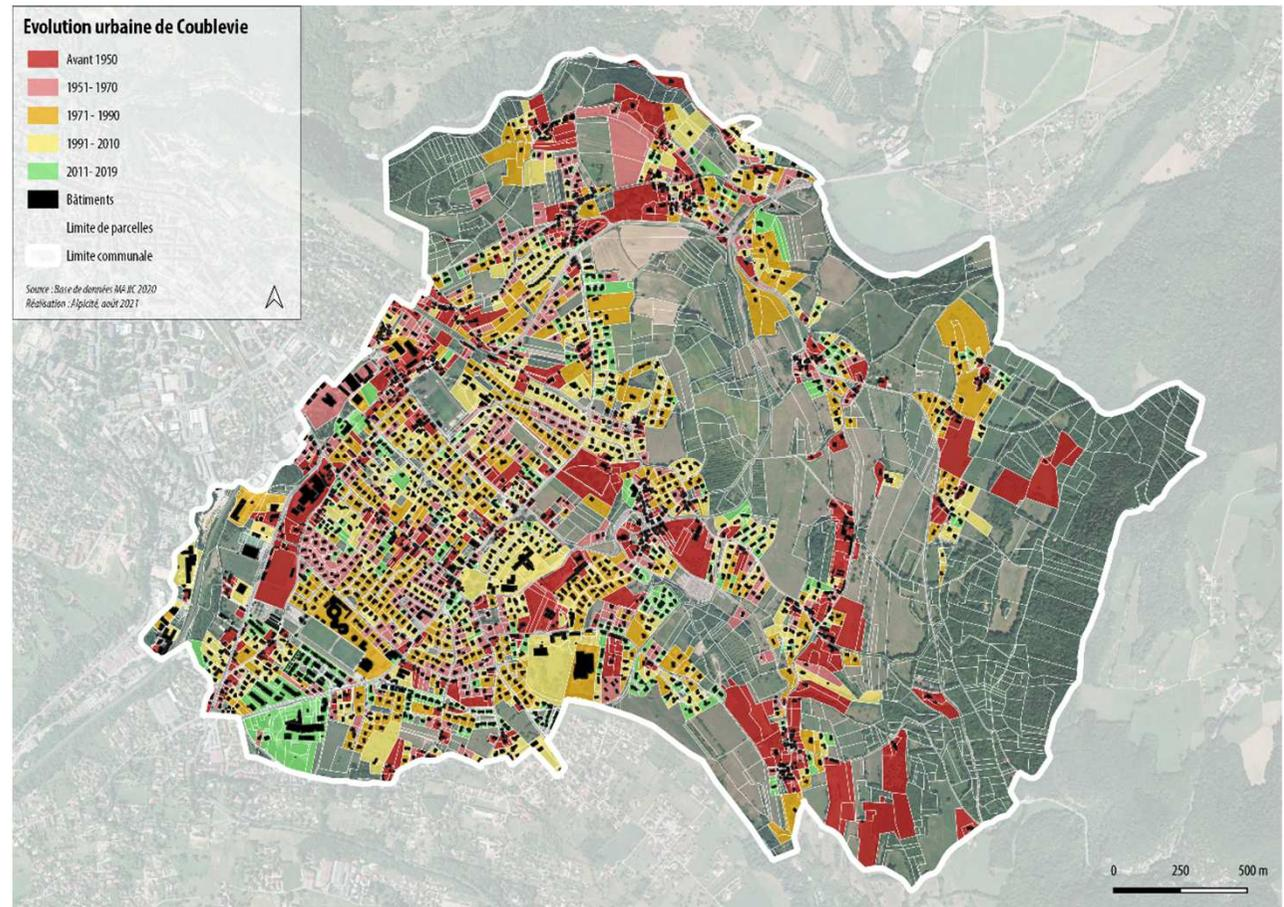 Evolution urbaine de Coublevie
Avant 1950
1951- 1970
1971 - 1990
1991 - 2010
2011- 2019
Bâtiments
Limite de parcelles
Limite communale
Source : Base de données MAJIC 2020
Réalisation : Alpicité, août 2021
0 250 500 m